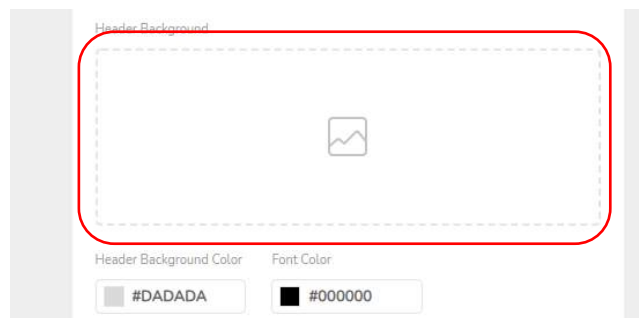 Header Background
Header Background Color Font Color
#DADADA #000000